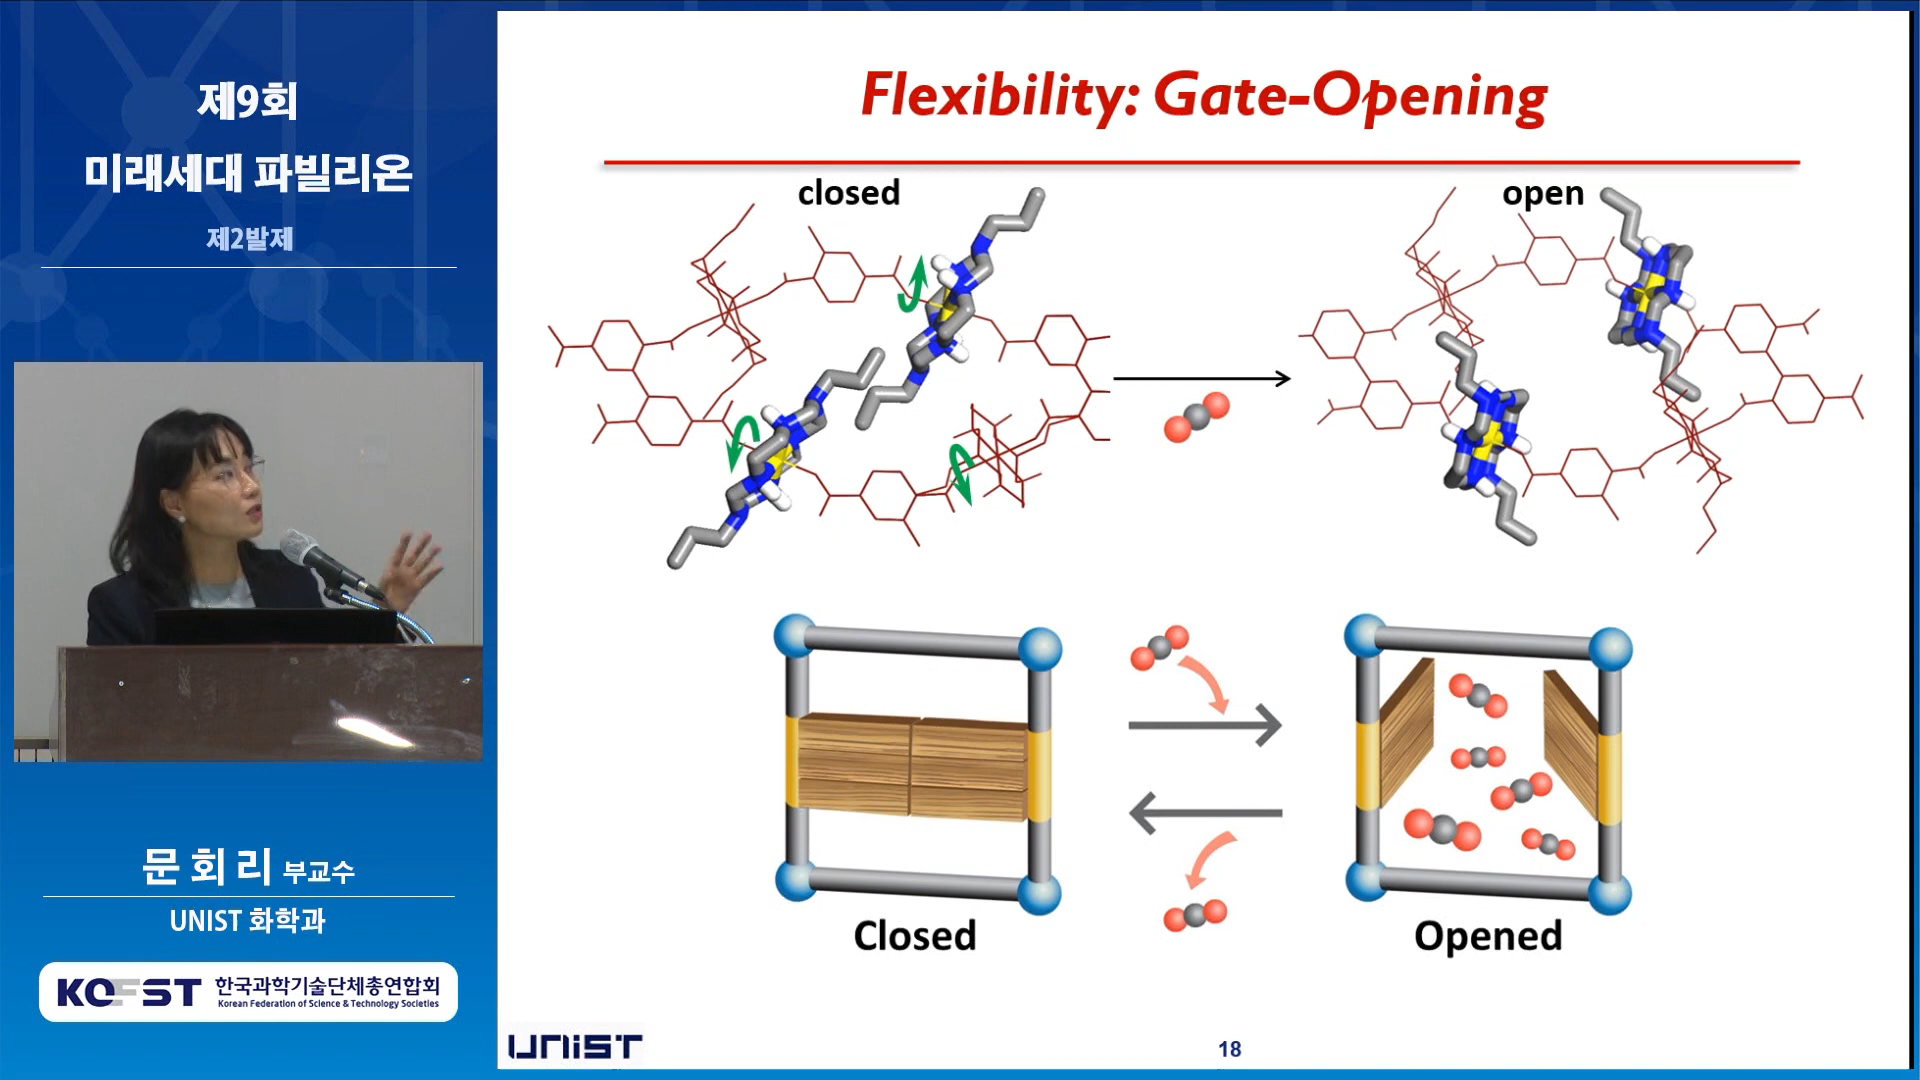 제9회
미래세대 파빌리온
제2발제
문회리 부교수
UNIST 화학과
KOFST 한국과학기술단체총연합회
Korean Federation of Science & Technology Societies
Flexibility: Gate-Opening
closed
open
Closed
Opened
UNIST
18